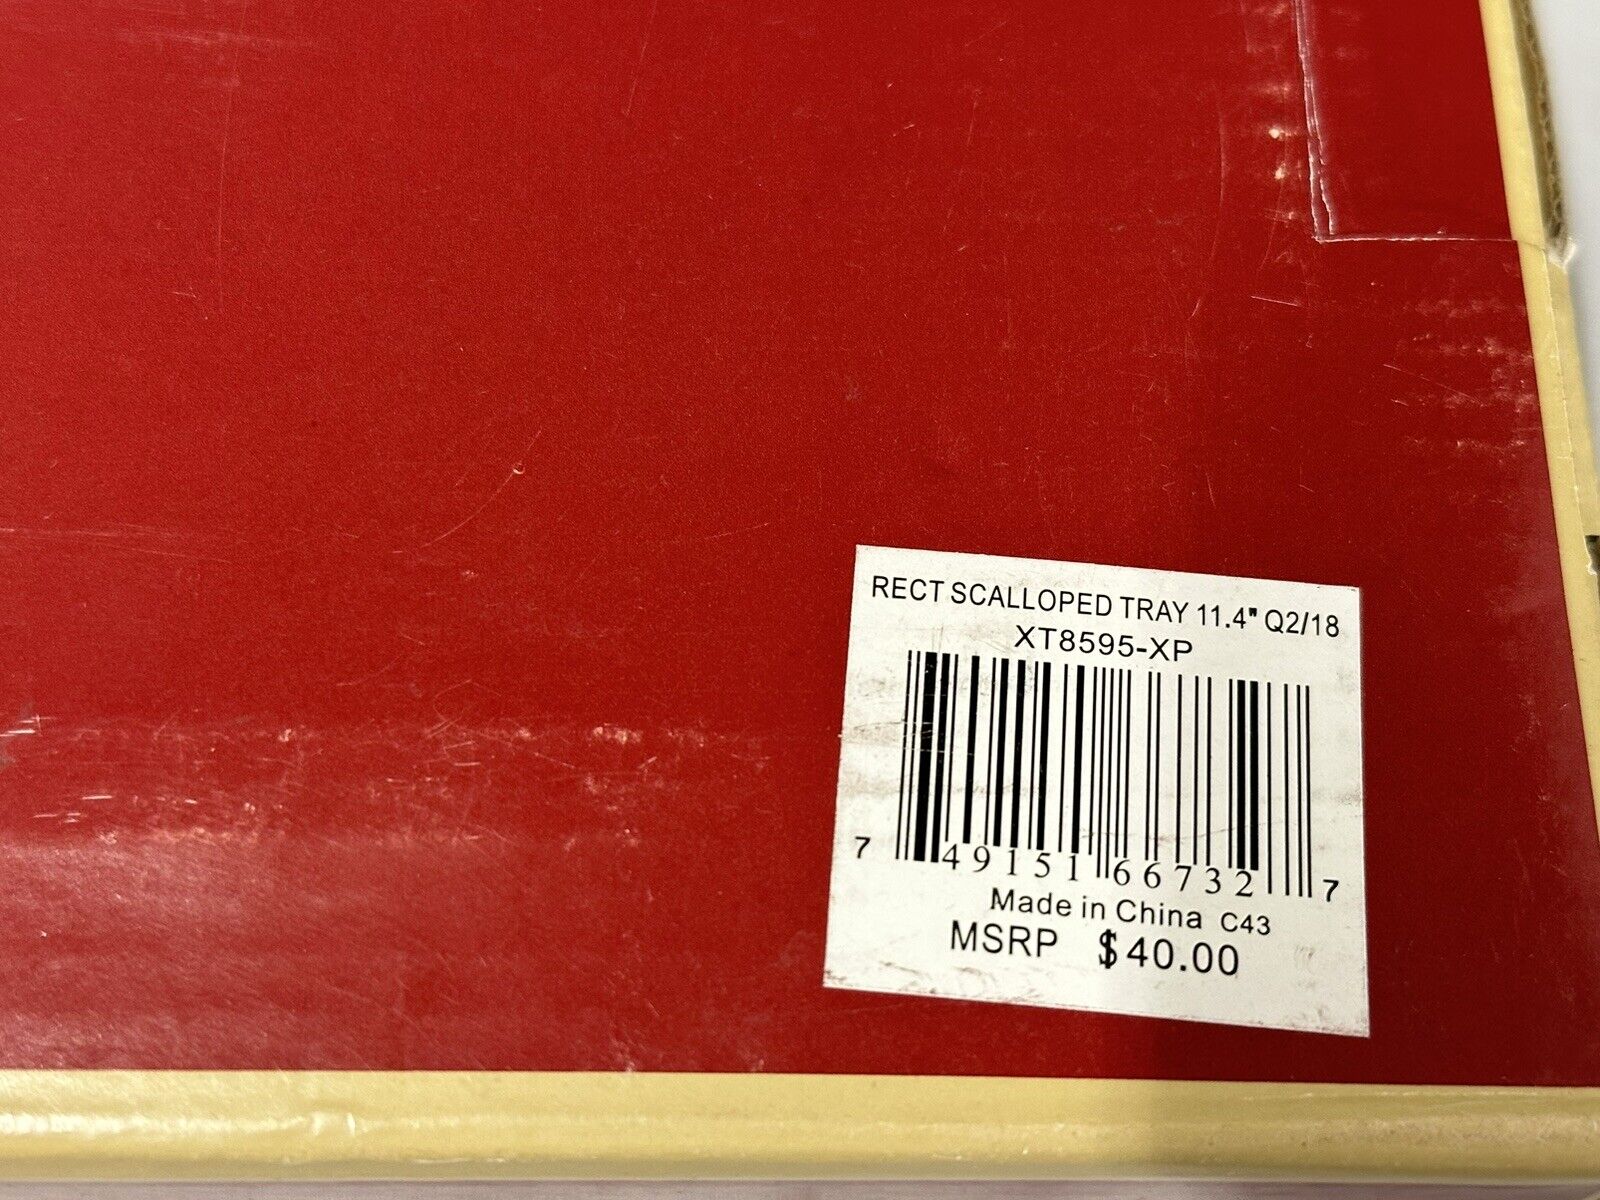 RECT SCALLOPED TRAY 11.4" Q2/18
XT8595-XP
7 49151 66732 7
Made in China C43
MSRP $40.00